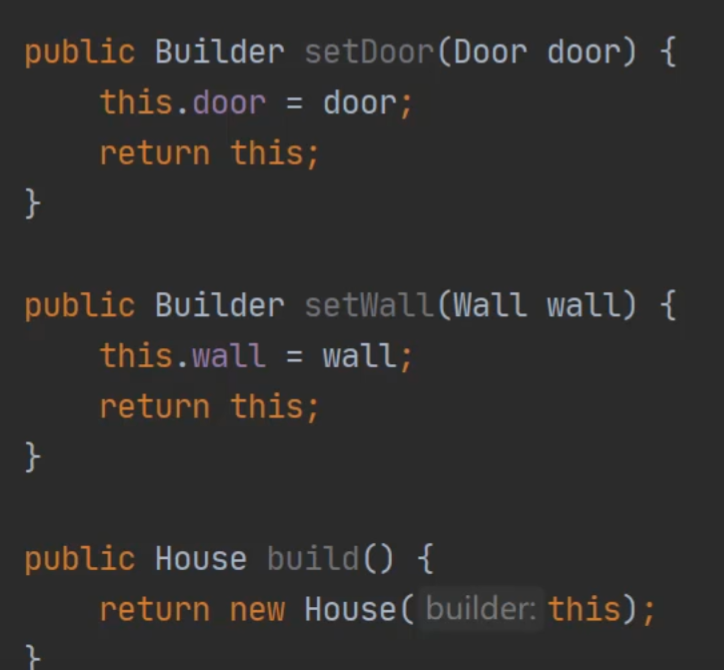 public Builder setDoor(Door door) {
    this.door = door;
    return this;
}

public Builder setWall(Wall wall) {
    this.wall = wall;
    return this;
}

public House build() {
    return new House( builder: this);
}